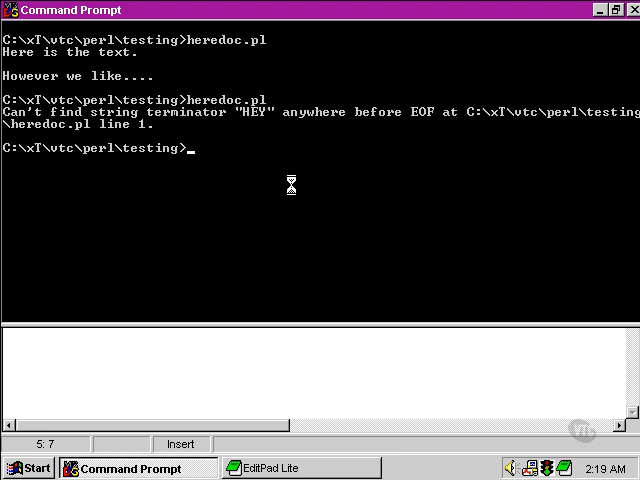 Command Prompt
C:\xT\vtc\perl\testing>heredoc.pl
Here is the text.
However we like....
C:\xT\vtc\perl\testing>heredoc.pl
Can't find string terminator "HEY" anywhere before EOF at C:\xT\vtc\perl\testing
\heredoc.pl line 1.
C:\xT\vtc\perl\testing>_
VTC
5: 7
Insert
Start
Command Prompt
EditPad Lite
2:19 AM